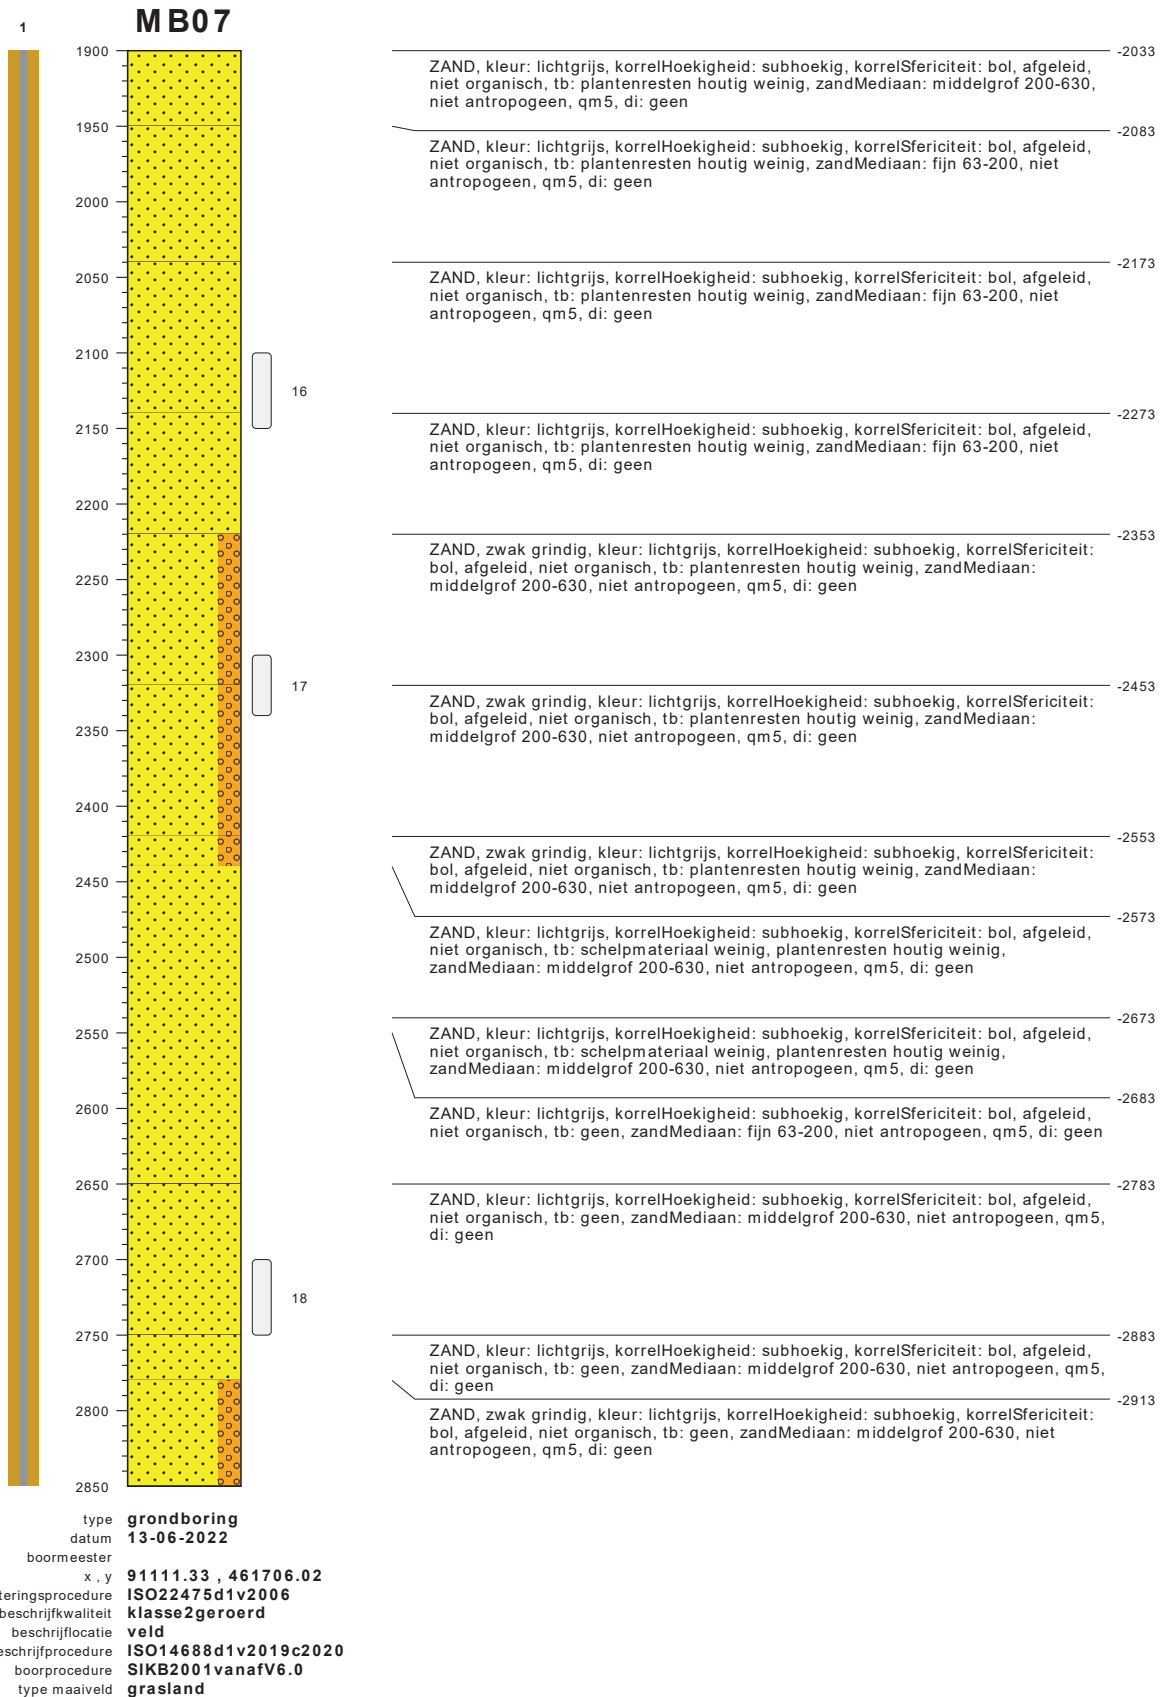 MB07
1
1900
1950
2000
2050
2100
2150
2200
2250
2300
2350
2400
2450
2500
2550
2600
2650
2700
2750
2800
2850
16
17
18
-2033
ZAND, kleur: lichtgrijs, korrelHoekigheid: subhoekig, korrelSfericiteit: bol, afgeleid,
niet organisch, tb: plantenresten houtig weinig, zandMediaan: middelgrof 200-630,
niet antropogeen, qm5, di: geen
-2083
ZAND, kleur: lichtgrijs, korrelHoekigheid: subhoekig, korrelSfericiteit: bol, afgeleid,
niet organisch, tb: plantenresten houtig weinig, zandMediaan: fijn 63-200, niet
antropogeen, qm5, di: geen
-2173
ZAND, kleur: lichtgrijs, korrelHoekigheid: subhoekig, korrelSfericiteit: bol, afgeleid,
niet organisch, tb: plantenresten houtig weinig, zandMediaan: fijn 63-200, niet
antropogeen, qm5, di: geen
-2273
ZAND, kleur: lichtgrijs, korrelHoekigheid: subhoekig, korrelSfericiteit: bol, afgeleid,
niet organisch, tb: plantenresten houtig weinig, zandMediaan: fijn 63-200, niet
antropogeen, qm5, di: geen
-2353
ZAND, zwak grindig, kleur: lichtgrijs, korrelHoekigheid: subhoekig, korrelSfericiteit:
bol, afgeleid, niet organisch, tb: plantenresten houtig weinig, zandMediaan:
middelgrof 200-630, niet antropogeen, qm5, di: geen
-2453
ZAND, zwak grindig, kleur: lichtgrijs, korrelHoekigheid: subhoekig, korrelSfericiteit:
bol, afgeleid, niet organisch, tb: plantenresten houtig weinig, zandMediaan:
middelgrof 200-630, niet antropogeen, qm5, di: geen
-2553
ZAND, zwak grindig, kleur: lichtgrijs, korrelHoekigheid: subhoekig, korrelSfericiteit:
bol, afgeleid, niet organisch, tb: plantenresten houtig weinig, zandMediaan:
middelgrof 200-630, niet antropogeen, qm5, di: geen
-2573
ZAND, kleur: lichtgrijs, korrelHoekigheid: subhoekig, korrelSfericiteit: bol, afgeleid,
niet organisch, tb: schelpmateriaal weinig, plantenresten houtig weinig,
zandMediaan: middelgrof 200-630, niet antropogeen, qm5, di: geen
-2673
ZAND, kleur: lichtgrijs, korrelHoekigheid: subhoekig, korrelSfericiteit: bol, afgeleid,
niet organisch, tb: schelpmateriaal weinig, plantenresten houtig weinig,
zandMediaan: middelgrof 200-630, niet antropogeen, qm5, di: geen
-2683
ZAND, kleur: lichtgrijs, korrelHoekigheid: subhoekig, korrelSfericiteit: bol, afgeleid,
niet organisch, tb: geen, zandMediaan: fijn 63-200, niet antropogeen, qm5, di: geen
-2783
ZAND, kleur: lichtgrijs, korrelHoekigheid: subhoekig, korrelSfericiteit: bol, afgeleid,
niet organisch, tb: geen, zandMediaan: middelgrof 200-630, niet antropogeen, qm5,
di: geen
-2883
ZAND, kleur: lichtgrijs, korrelHoekigheid: subhoekig, korrelSfericiteit: bol, afgeleid,
niet organisch, tb: geen, zandMediaan: middelgrof 200-630, niet antropogeen, qm5,
di: geen
-2913
ZAND, zwak grindig, kleur: lichtgrijs, korrelHoekigheid: subhoekig, korrelSfericiteit:
bol, afgeleid, niet organisch, tb: geen, zandMediaan: middelgrof 200-630, niet
antropogeen, qm5, di: geen
type grondboring
datum 13-06-2022
boormeester
x , y 91111.33 , 461706.02
teringsprocedure ISO22475d1v2006
beschrijfkwaliteit klasse2geroerd
beschrijflocatie veld
eschrijfprocedure ISO14688d1v2019c2020
boorprocedure SIKB2001vanafV6.0
type maaiveld grasland